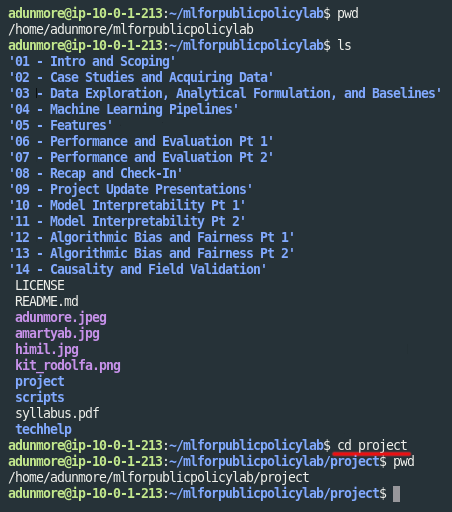 adunmore@ip-10-0-1-213:~/mlforpublicpolicylab$ pwd
/home/adunmore/mlforpublicpolicylab
adunmore@ip-10-0-1-213:~/mlforpublicpolicylab$ ls
'01 - Intro and Scoping'
'02 - Case Studies and Acquiring Data'
'03 - Data Exploration, Analytical Formulation, and Baselines'
'04 - Machine Learning Pipelines'
'05 - Features'
'06 - Performance and Evaluation Pt 1'
'07 - Performance and Evaluation Pt 2'
'08 - Recap and Check-In'
'09 - Project Update Presentations'
'10 - Model Interpretability Pt 1'
'11 - Model Interpretability Pt 2'
'12 - Algorithmic Bias and Fairness Pt 1'
'13 - Algorithmic Bias and Fairness Pt 2'
'14 - Causality and Field Validation'
LICENSE
README.md
adunmore.jpeg
amartyab.jpg
himil.jpg
kit_rodolfa.png
project
scripts
syllabus.pdf
techhelp
adunmore@ip-10-0-1-213:~/mlforpublicpolicylab$ cd project
adunmore@ip-10-0-1-213:~/mlforpublicpolicylab/project$ pwd
/home/adunmore/mlforpublicpolicylab/project
adunmore@ip-10-0-1-213:~/mlforpublicpolicylab/project$